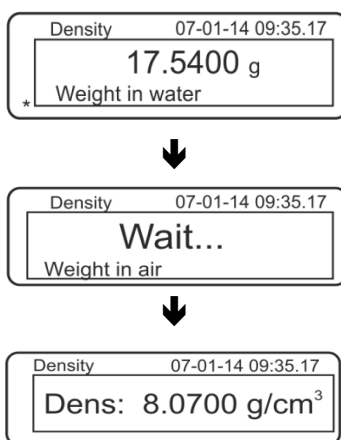 Density 07-01-14 09:35.17
17.5400 g
* Weight in water
Density 07-01-14 09:35.17
Wait...
Weight in air
Density 07-01-14 09:35.17
Dens: 8.0700 g/cm³